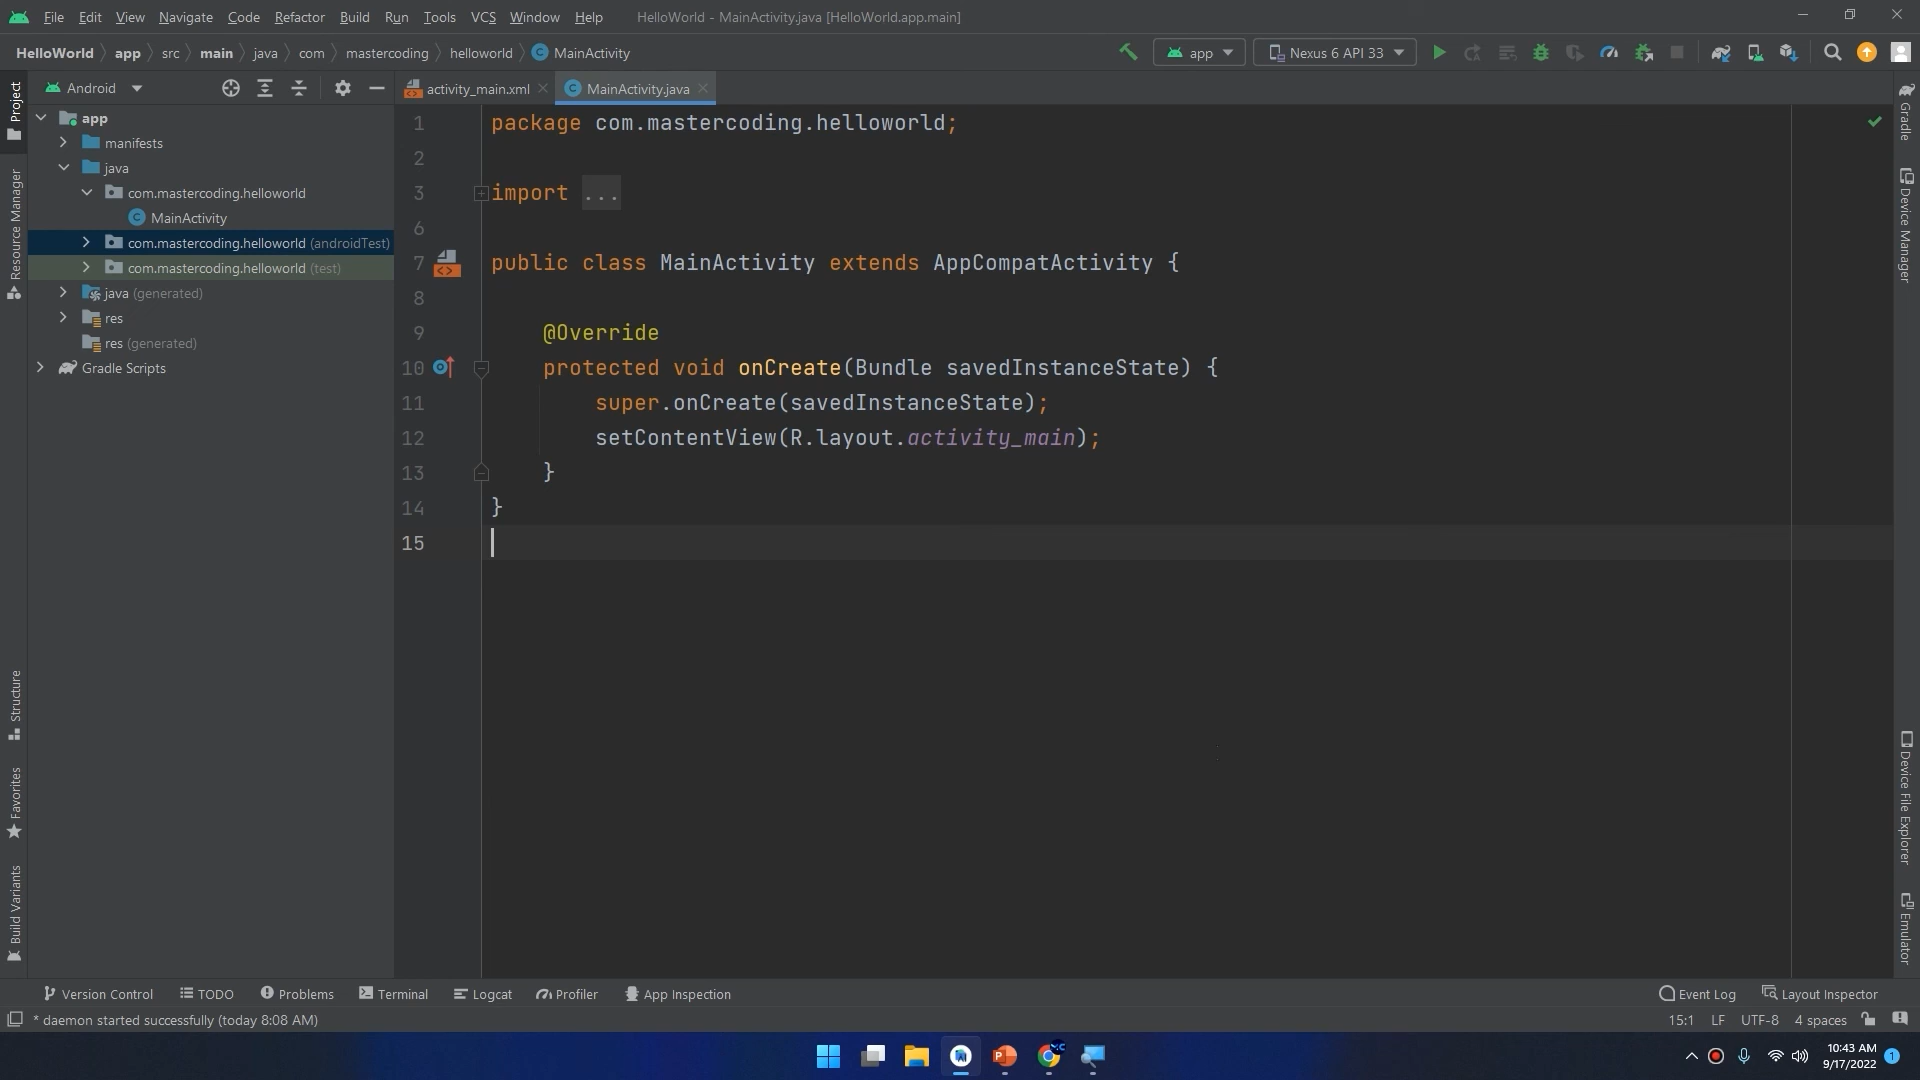 File Edit View Navigate Code Refactor Build Run Tools VCS Window Help HelloWorld - MainActivity.java [HelloWorld.app.main]
HelloWorld app src main java com mastercoding helloworld MainActivity app Nexus 6 API 33
Project
Resource Manager
Structure
Favorites
Build Variants
Android
app
manifests
java
com.mastercoding.helloworld
MainActivity
com.mastercoding.helloworld (androidTest)
com.mastercoding.helloworld (test)
java (generated)
res
res (generated)
Gradle Scripts
activity_main.xml MainActivity.java
1 package com.mastercoding.helloworld;
2
3 import ...
6
7 public class MainActivity extends AppCompatActivity {
8
9 @Override
10 protected void onCreate(Bundle savedInstanceState) {
11 super.onCreate(savedInstanceState);
12 setContentView(R.layout.activity_main);
13 }
14 }
15
Gradle
Device Manager
Device File Explorer
Emulator
Version Control TODO Problems Terminal Logcat Profiler App Inspection Event Log Layout Inspector
* daemon started successfully (today 8:08 AM) 15:1 LF UTF-8 4 spaces
10:43 AM
9/17/2022
1